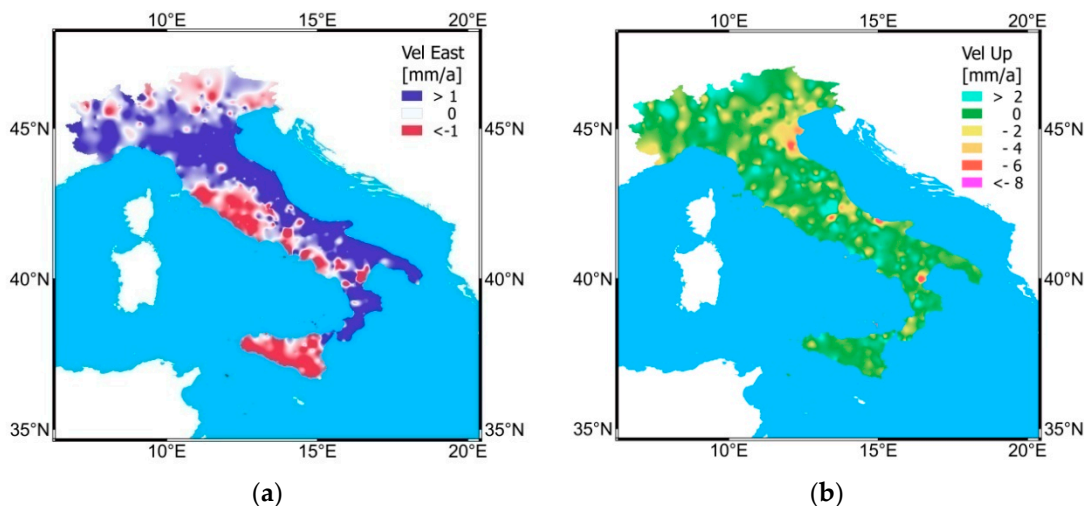 10°E 15°E 20°E
Vel East
[mm/a]
> 1
0
<-1
45°N 45°N
40°N 40°N
35°N 35°N
10°E 15°E 20°E
(a)
10°E 15°E 20°E
Vel Up
[mm/a]
> 2
0
- 2
- 4
- 6
<- 8
45°N 45°N
40°N 40°N
35°N 35°N
10°E 15°E 20°E
(b)